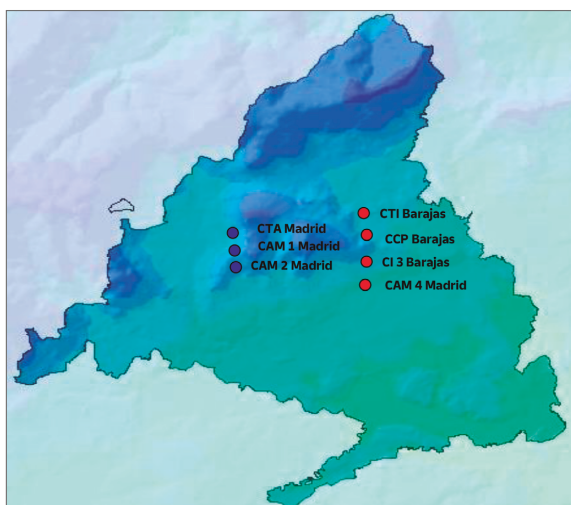 CTA Madrid
CAM 1 Madrid
CAM 2 Madrid
CTI Barajas
CCP Barajas
CI 3 Barajas
CAM 4 Madrid